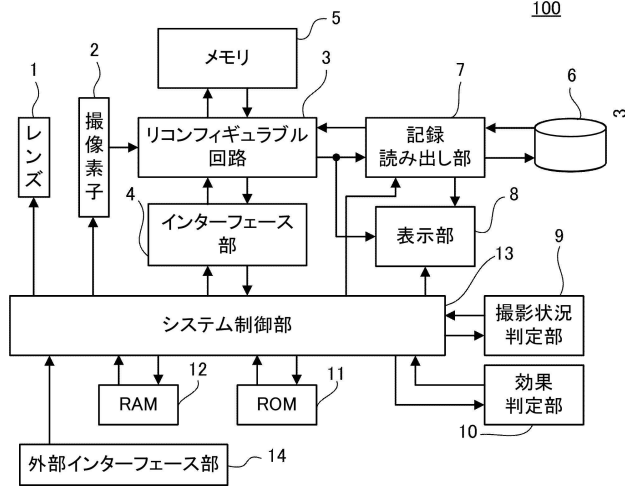 100
5
メモリ
1
レンズ
2
撮像素子
3
リコンフィギュラブル
回路
7
記録
読み出し部
6
3
4
インターフェース
部
8
表示部
13
システム制御部
9
撮影状況
判定部
効果
判定部
10
12
RAM
11
ROM
外部インターフェース部
14